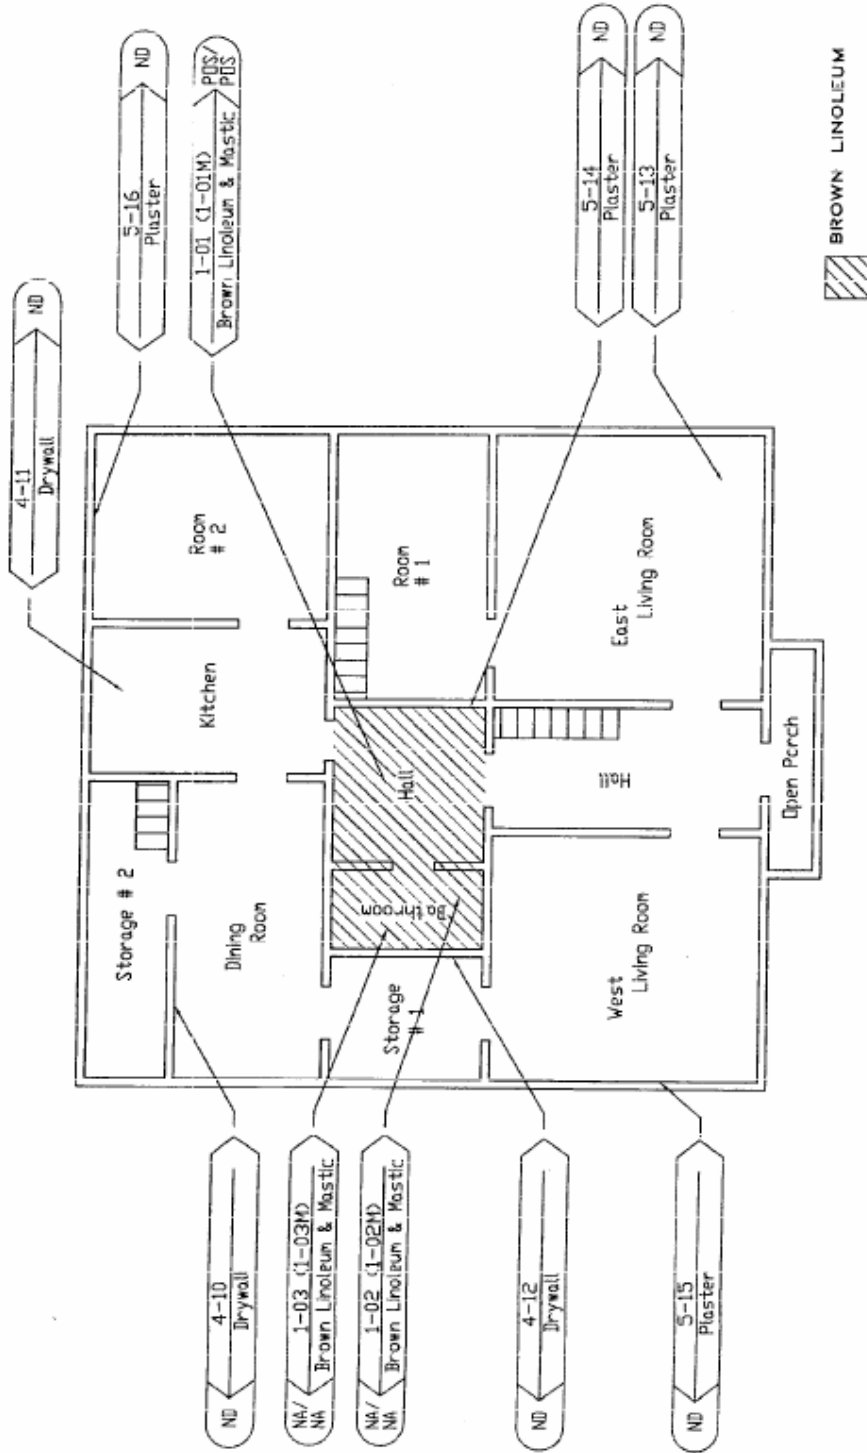 4-11
Drywall
ND
5-16
Plaster
ND
1-01 (1-01M)
Brown Linoleum & Mastic
POS/
POS
5-14
Plaster
ND
5-13
Plaster
ND
BROWN LINOLEUM
Room
# 2
Kitchen
Storage # 2
Dining
Room
Room
# 1
Hall
Bathroom
Storage
# 1
East
Living Room
Hall
West
Living Room
Open Porch
ND
4-10
Drywall
NA/
NA
1-03 (1-03M)
Brown Linoleum & Mastic
NA/
NA
1-02 (1-02M)
Brown Linoleum & Mastic
ND
4-12
Drywall
ND
5-15
Plaster